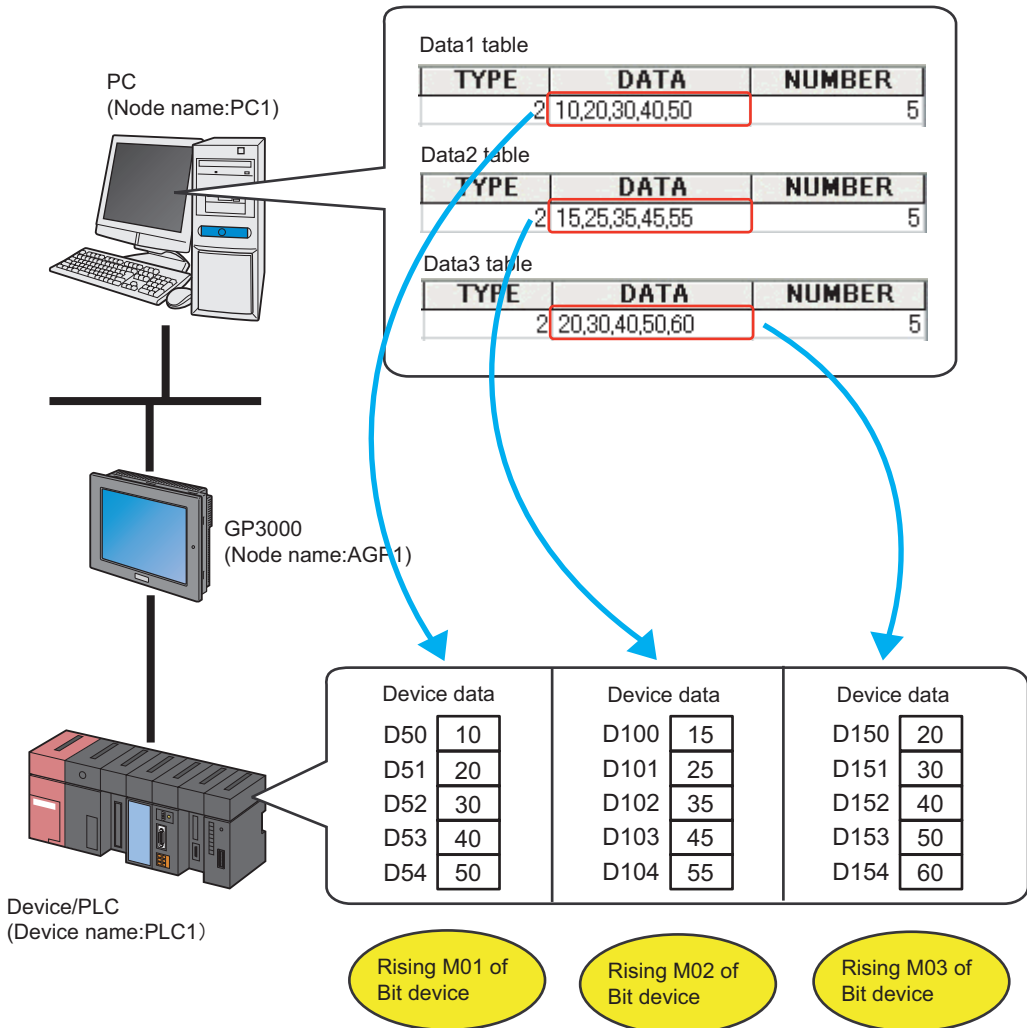 Data1 table
TYPE DATA NUMBER
2 10,20,30,40,50 5
Data2 table
TYPE DATA NUMBER
2 15,25,35,45,55 5
Data3 table
TYPE DATA NUMBER
2 20,30,40,50,60 5
PC
(Node name:PC1)
GP3000
(Node name:AGP1)
Device/PLC
(Device name:PLC1）
Device data
D50 10
D51 20
D52 30
D53 40
D54 50
Device data
D100 15
D101 25
D102 35
D103 45
D104 55
Device data
D150 20
D151 30
D152 40
D153 50
D154 60
Rising M01 of
Bit device
Rising M02 of
Bit device
Rising M03 of
Bit device